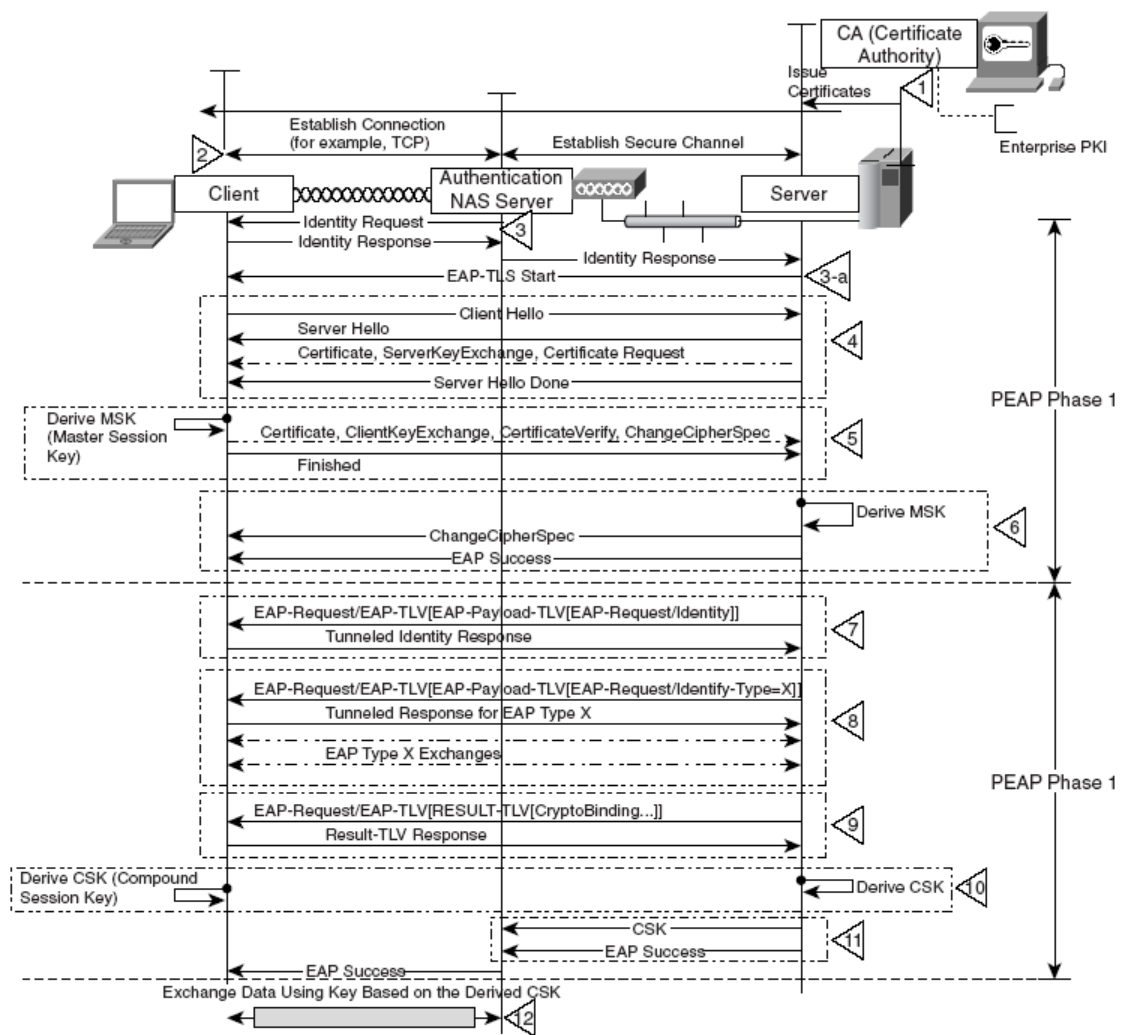 CA (Certificate
Authority)
Issue
Certificates
1
Enterprise PKI
Establish Connection
(for example, TCP)
2
Establish Secure Channel
Client
Authentication
NAS Server
Server
Identity Request
3
Identity Response
Identity Response
EAP-TLS Start
3-a
Client Hello
Server Hello
4
Certificate, ServerKeyExchange, Certificate Request
Server Hello Done
PEAP Phase 1
Derive MSK
(Master Session
Key)
Certificate, ClientKeyExchange, CertificateVerify, ChangeCipherSpec
5
Finished
Derive MSK
6
ChangeCipherSpec
EAP Success
EAP-Request/EAP-TLV[EAP-Payload-TLV[EAP-Request/Identity]]
7
Tunneled Identity Response
EAP-Request/EAP-TLV[EAP-Payload-TLV[EAP-Request/Identify-Type=X]]
Tunneled Response for EAP Type X
8
EAP Type X Exchanges
PEAP Phase 1
EAP-Request/EAP-TLV[RESULT-TLV[CryptoBinding...]]
9
Result-TLV Response
Derive CSK (Compound
Session Key)
Derive CSK
10
CSK
11
EAP Success
EAP Success
Exchange Data Using Key Based on the Derived CSK
12